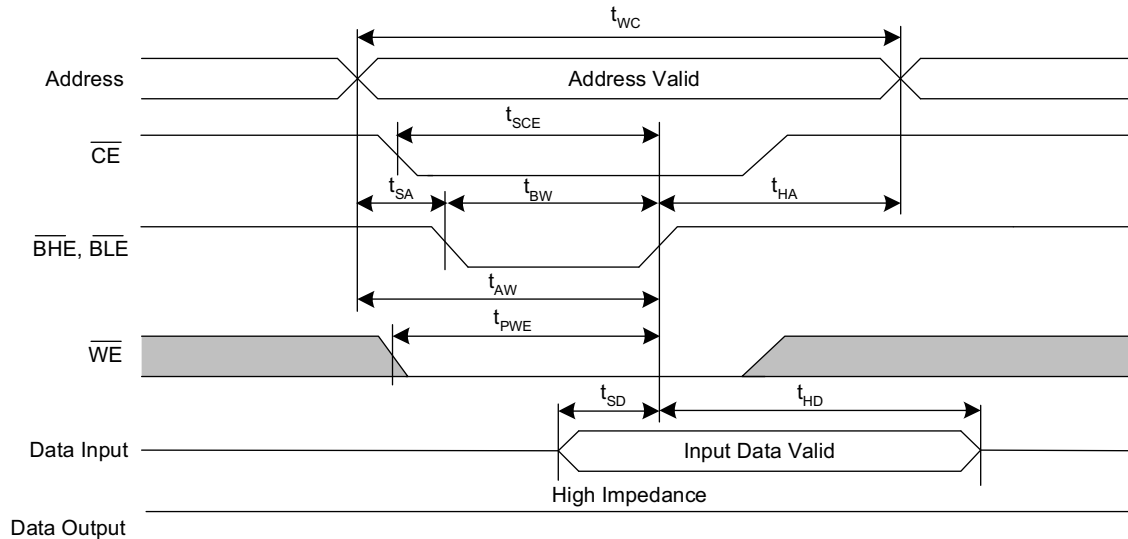 tWC
Address
Address Valid
tSCE
CE
tSA
tBW
tHA
BHE, BLE
tAW
tPWE
WE
tSD
tHD
Data Input
Input Data Valid
High Impedance
Data Output